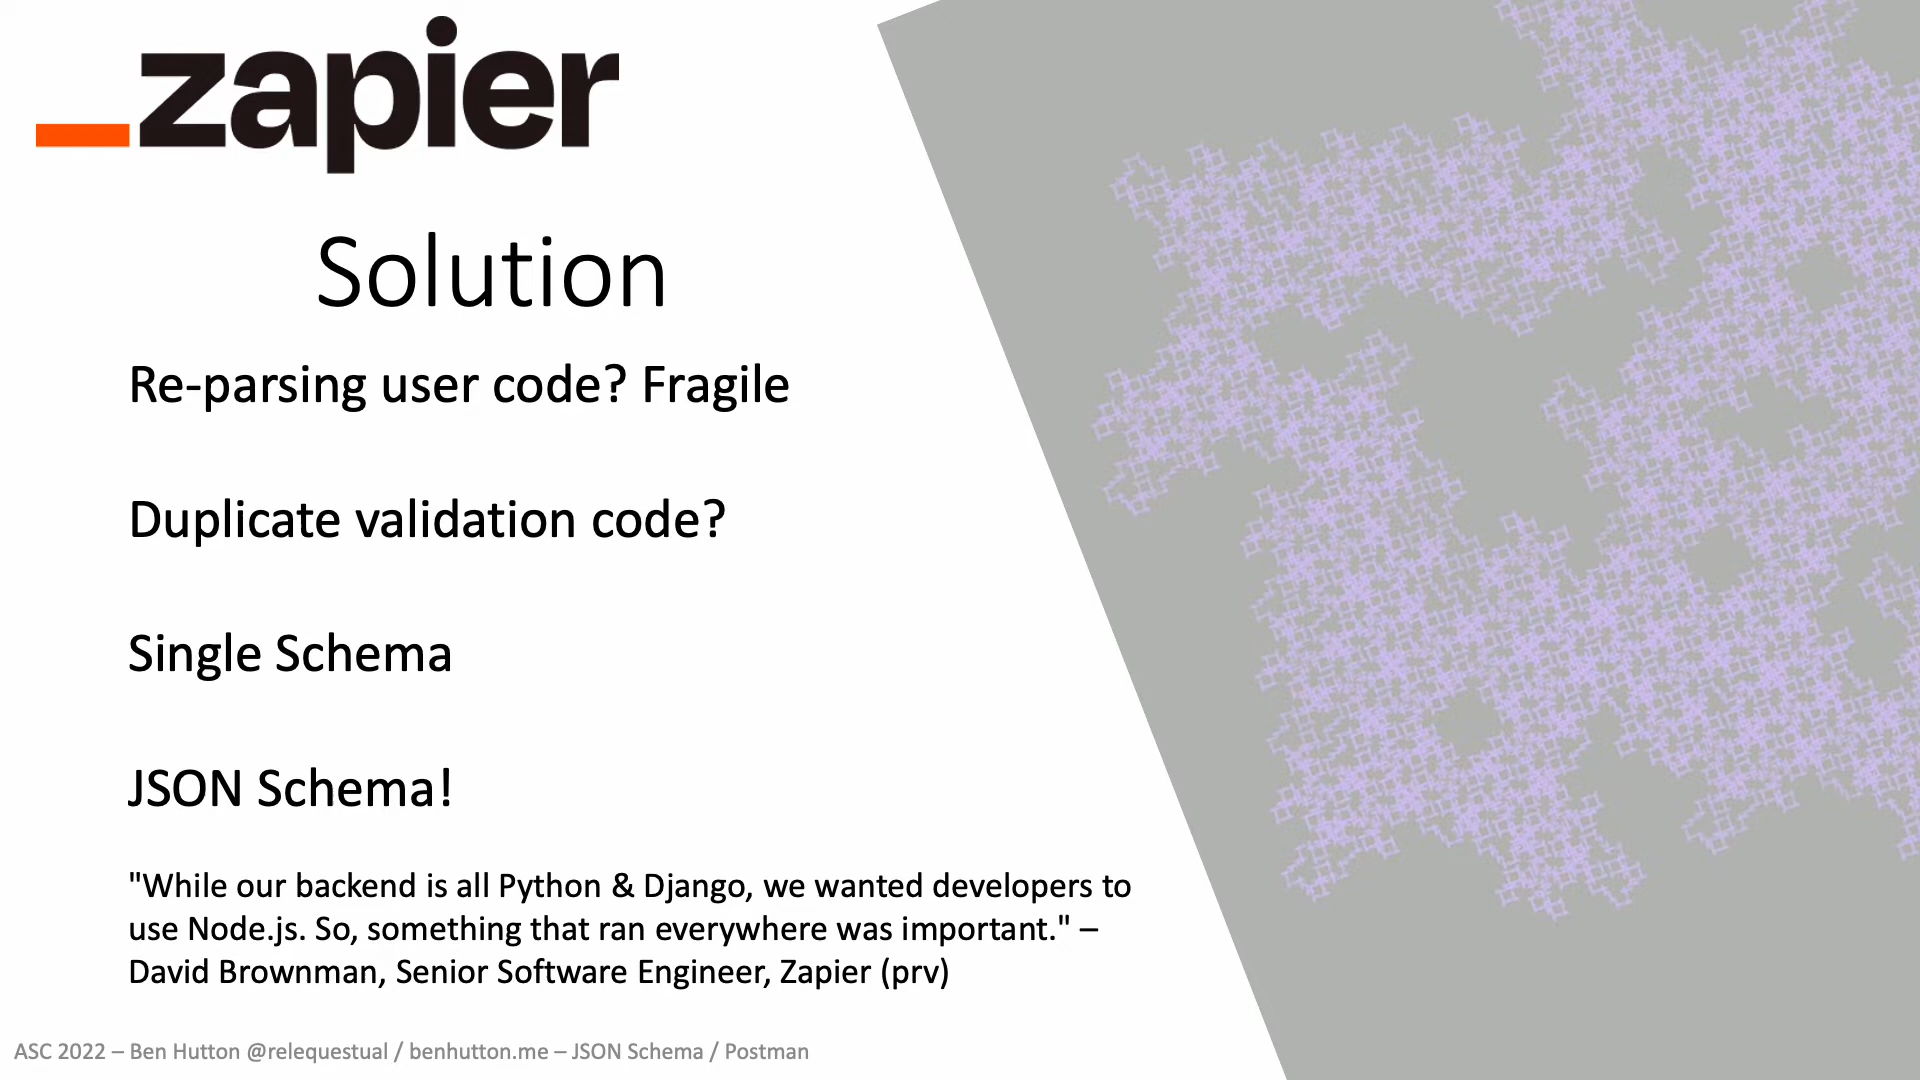 zapier
Solution
Re-parsing user code? Fragile
Duplicate validation code?
Single Schema
JSON Schema!
"While our backend is all Python & Django, we wanted developers to
use Node.js. So, something that ran everywhere was important." –
David Brownman, Senior Software Engineer, Zapier (prv)
ASC 2022 – Ben Hutton @relequestual / benhutton.me – JSON Schema / Postman